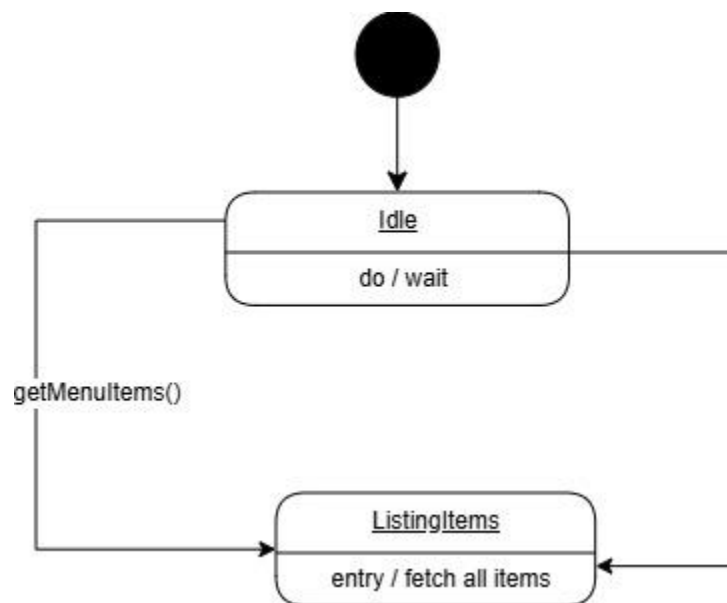 Idle
do / wait
getMenuItems()
ListingItems
entry / fetch all items